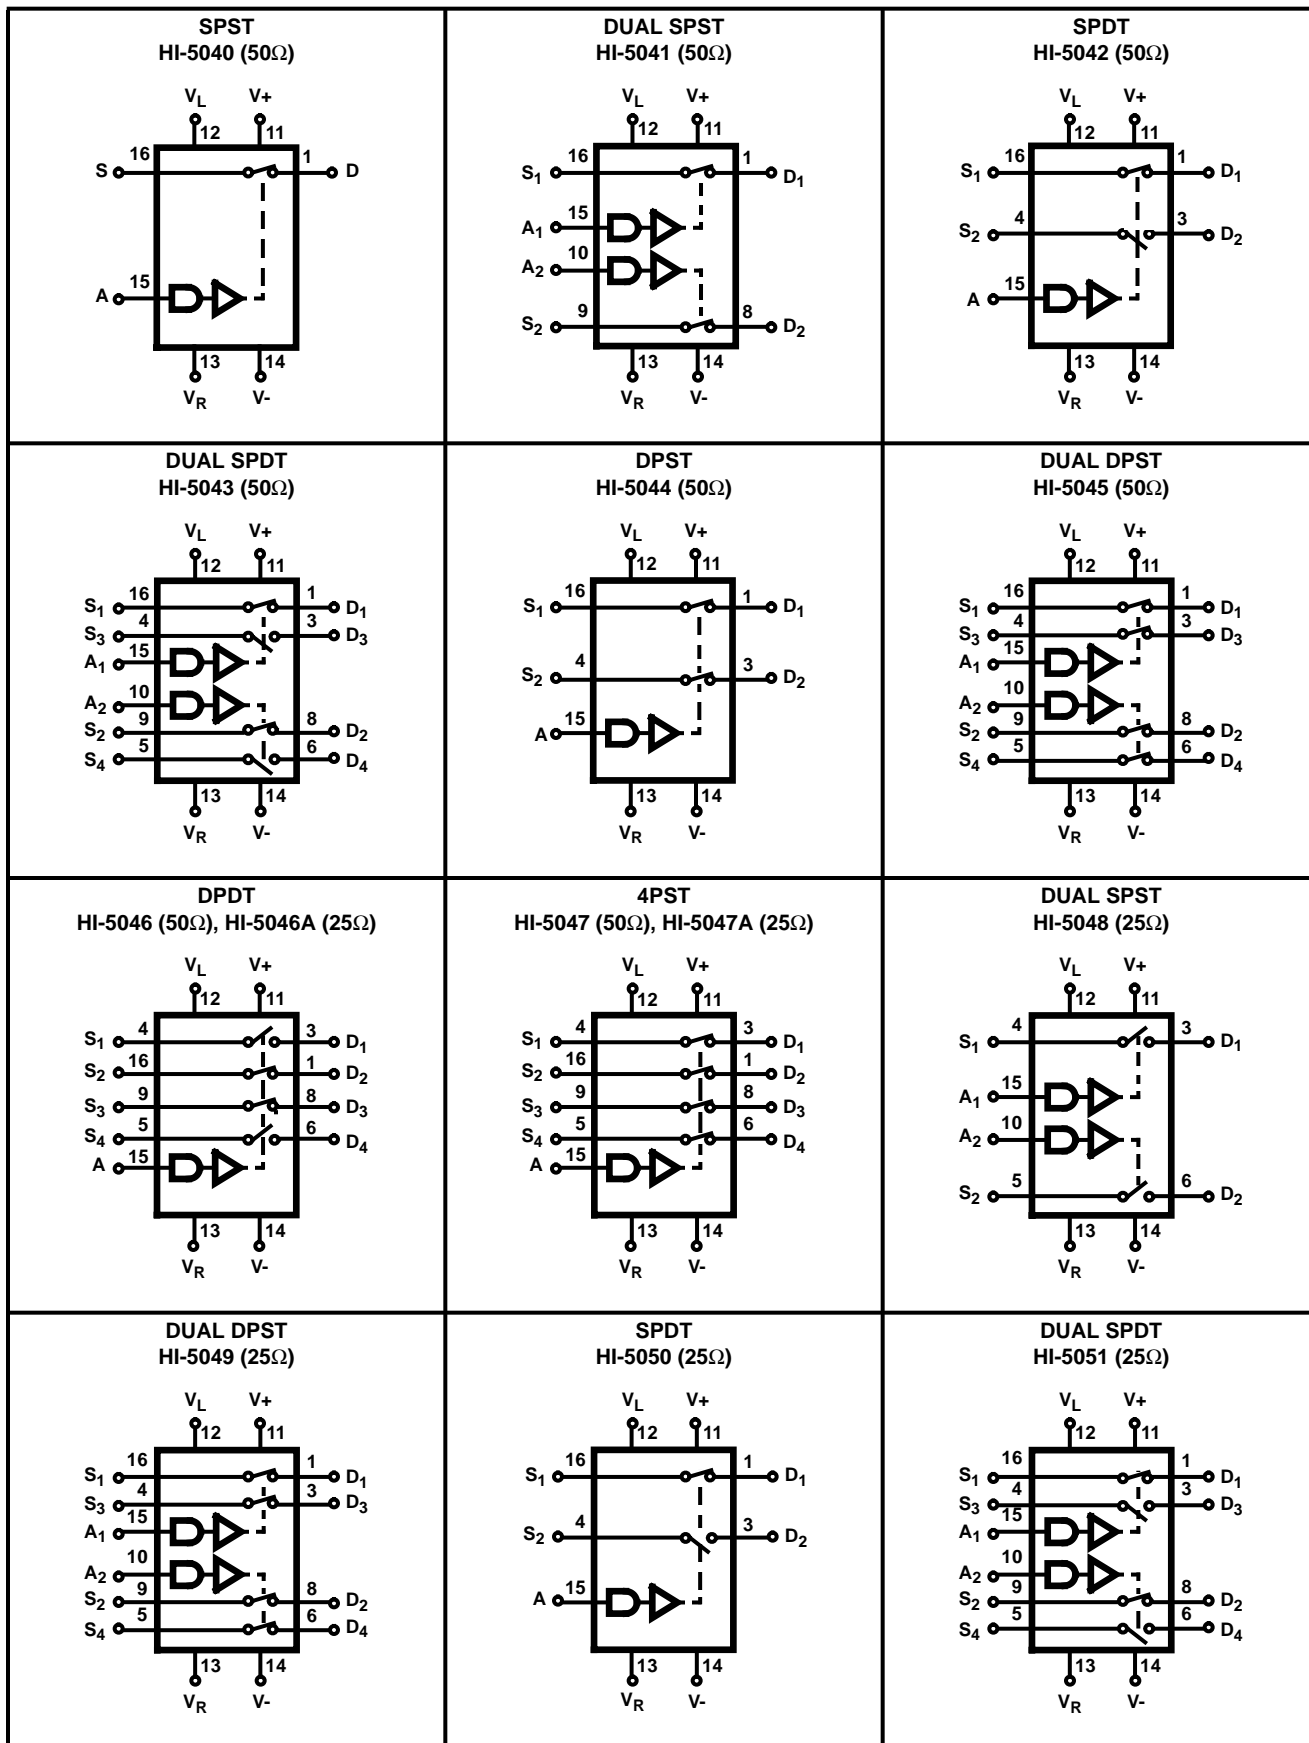 SPST
HI-5040 (50Ω)
VL V+
12 11
16 1
S D
15
A
13 14
VR V-
DUAL SPST
HI-5041 (50Ω)
VL V+
12 11
16 1
S1 D1
15
A1
10
A2
9 8
S2 D2
13 14
VR V-
SPDT
HI-5042 (50Ω)
VL V+
12 11
16 1
S1 D1
4 3
S2 D2
15
A
13 14
VR V-
DUAL SPDT
HI-5043 (50Ω)
VL V+
12 11
16 1
S1 D1
4 3
S3 D3
15
A1
10
A2
9 8
S2 D2
5 6
S4 D4
13 14
VR V-
DPST
HI-5044 (50Ω)
VL V+
12 11
16 1
S1 D1
4 3
S2 D2
15
A
13 14
VR V-
DUAL DPST
HI-5045 (50Ω)
VL V+
12 11
16 1
S1 D1
4 3
S3 D3
15
A1
10
A2
9 8
S2 D2
5 6
S4 D4
13 14
VR V-
DPDT
HI-5046 (50Ω), HI-5046A (25Ω)
VL V+
12 11
4 3
S1 D1
16 1
S2 D2
9 8
S3 D3
5 6
S4 D4
15
A
13 14
VR V-
4PST
HI-5047 (50Ω), HI-5047A (25Ω)
VL V+
12 11
4 3
S1 D1
16 1
S2 D2
9 8
S3 D3
5 6
S4 D4
15
A
13 14
VR V-
DUAL SPST
HI-5048 (25Ω)
VL V+
12 11
4 3
S1 D1
15
A1
10
A2
5 6
S2 D2
13 14
VR V-
DUAL DPST
HI-5049 (25Ω)
VL V+
12 11
16 1
S1 D1
4 3
S3 D3
15
A1
10
A2
9 8
S2 D2
5 6
S4 D4
13 14
VR V-
SPDT
HI-5050 (25Ω)
VL V+
12 11
16 1
S1 D1
4 3
S2 D2
15
A
13 14
VR V-
DUAL SPDT
HI-5051 (25Ω)
VL V+
12 11
16 1
S1 D1
4 3
S3 D3
15
A1
10
A2
9 8
S2 D2
5 6
S4 D4
13 14
VR V-